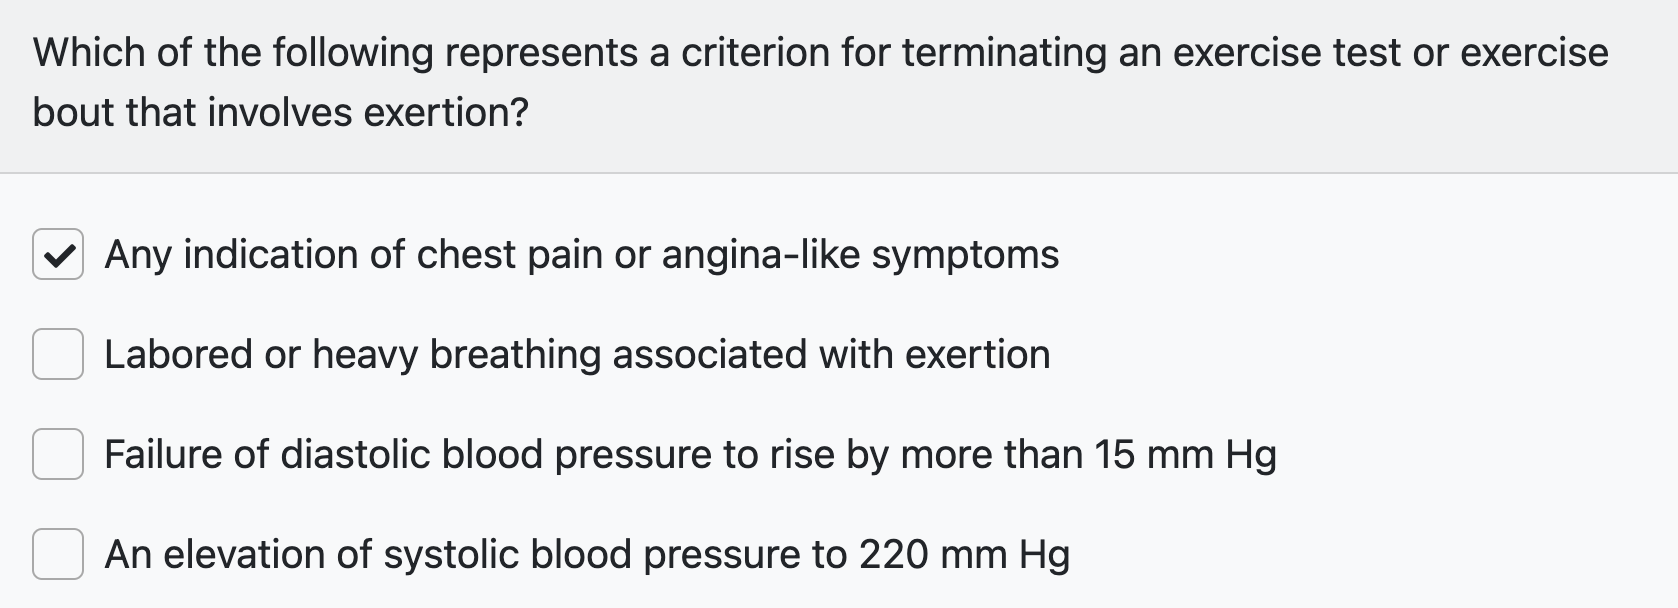 Which of the following represents a criterion for terminating an exercise test or exercise
bout that involves exertion?
Any indication of chest pain or angina-like symptoms
Labored or heavy breathing associated with exertion
Failure of diastolic blood pressure to rise by more than 15 mm Hg
An elevation of systolic blood pressure to 220 mm Hg